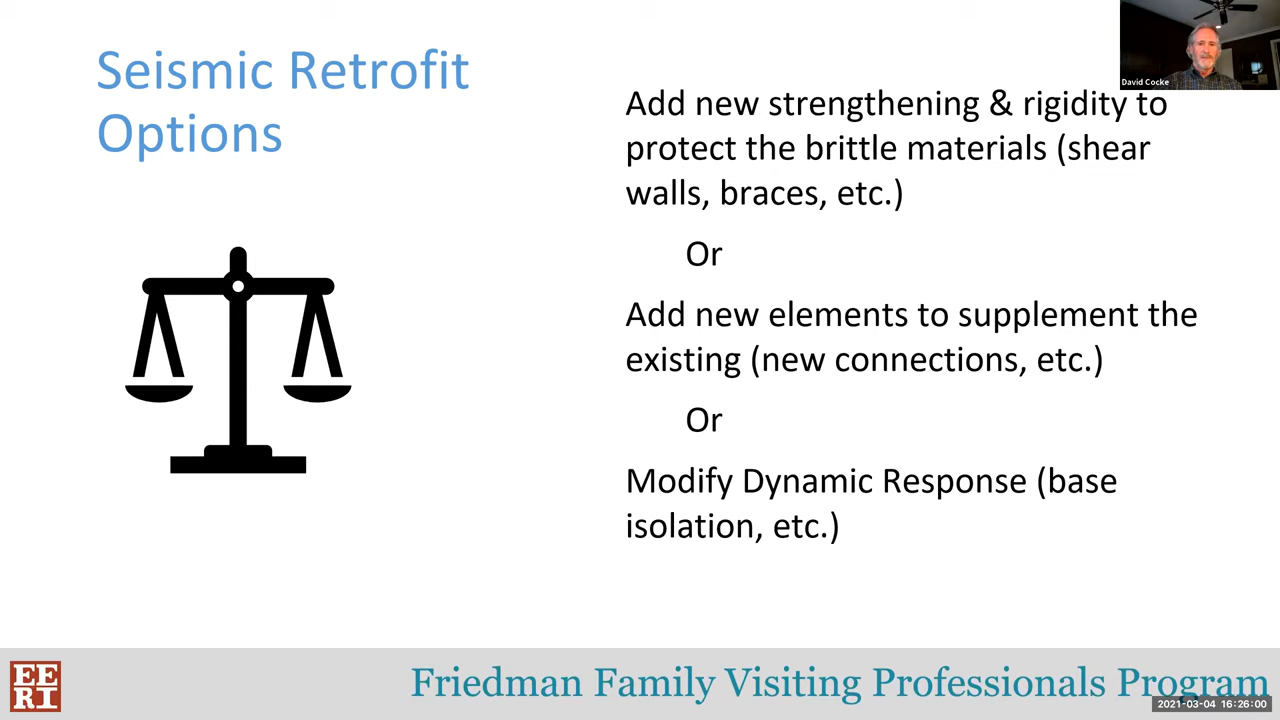 Seismic Retrofit
Options
David Cocke
Add new strengthening & rigidity to
protect the brittle materials (shear
walls, braces, etc.)
Or
Add new elements to supplement the
existing (new connections, etc.)
Or
Modify Dynamic Response (base
isolation, etc.)
EE
RI
Friedman Family Visiting Professionals Program
2021-03-04 16:26:00